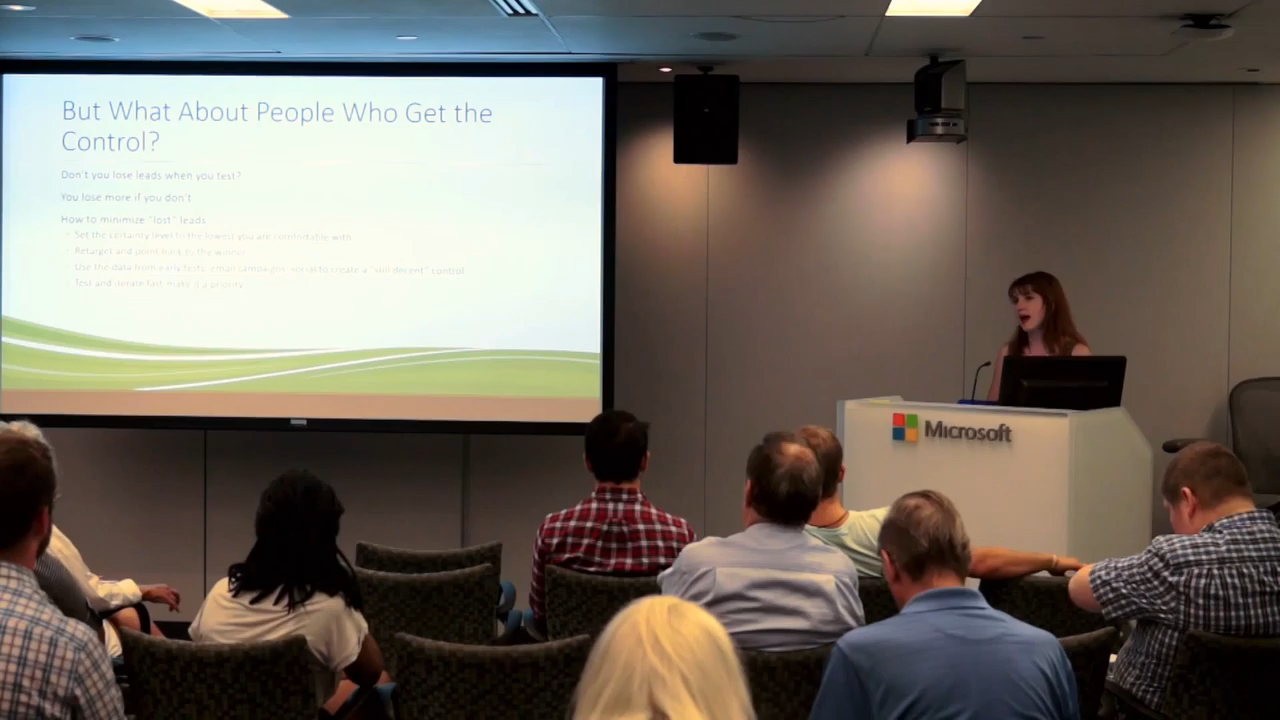 But What About People Who Get the
Control?
Don't you lose leads when you test?
You lose more if you don't
How to minimize "lost" leads
Set the certainty level to the lowest you are comfortable with
Retarget and point back to the winner
Use the data from early tests, email campaigns, social to create a "still decent" control
Test and iterate fast make it a priority
Microsoft